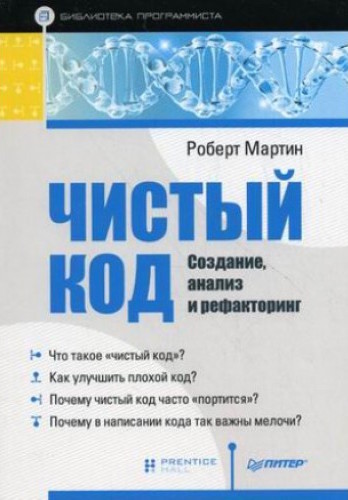 БИБЛИОТЕКА ПРОГРАММИСТА
Роберт Мартин
ЧИСТЫЙ
КОД
Создание,
анализ
и рефакторинг
Что такое «чистый код»?
Как улучшить плохой код?
Почему чистый код часто «портится»?
Почему в написании кода так важны мелочи?
PRENTICE
HALL
ПИТЕР